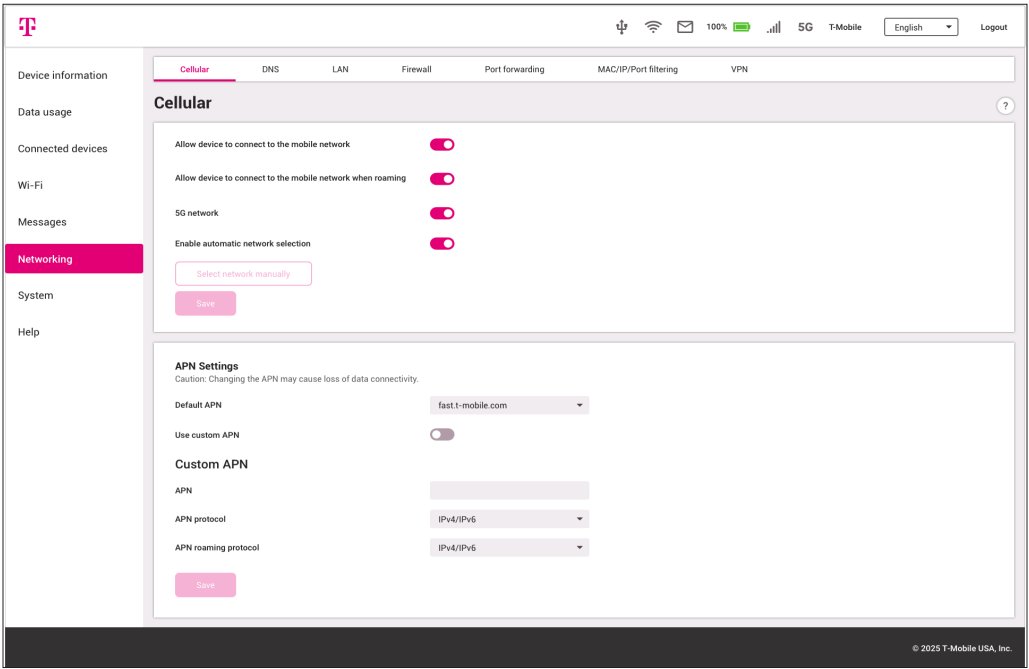 T 100% 5G T-Mobile English Logout
Device information
Data usage
Connected devices
Wi-Fi
Messages
Networking
System
Help
Cellular DNS LAN Firewall Port forwarding MAC/IP/Port filtering VPN
Cellular ?
Allow device to connect to the mobile network
Allow device to connect to the mobile network when roaming
5G network
Enable automatic network selection
Select network manually
Save
APN Settings
Caution: Changing the APN may cause loss of data connectivity.
Default APN fast.t-mobile.com
Use custom APN
Custom APN
APN
APN protocol IPv4/IPv6
APN roaming protocol IPv4/IPv6
Save
© 2025 T-Mobile USA, Inc.